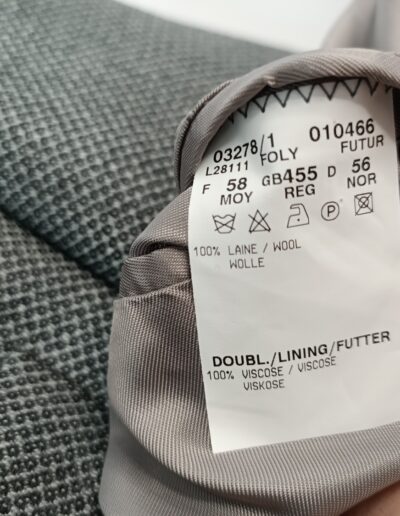 03278/1 010466
L28111 FOLY FUTUR
F 58 GB455 D 56
MOY REG NOR
P
100% LAINE / WOOL
WOLLE
DOUBL./LINING/FUTTER
100% VISCOSE / VISCOSE
VISKOSE